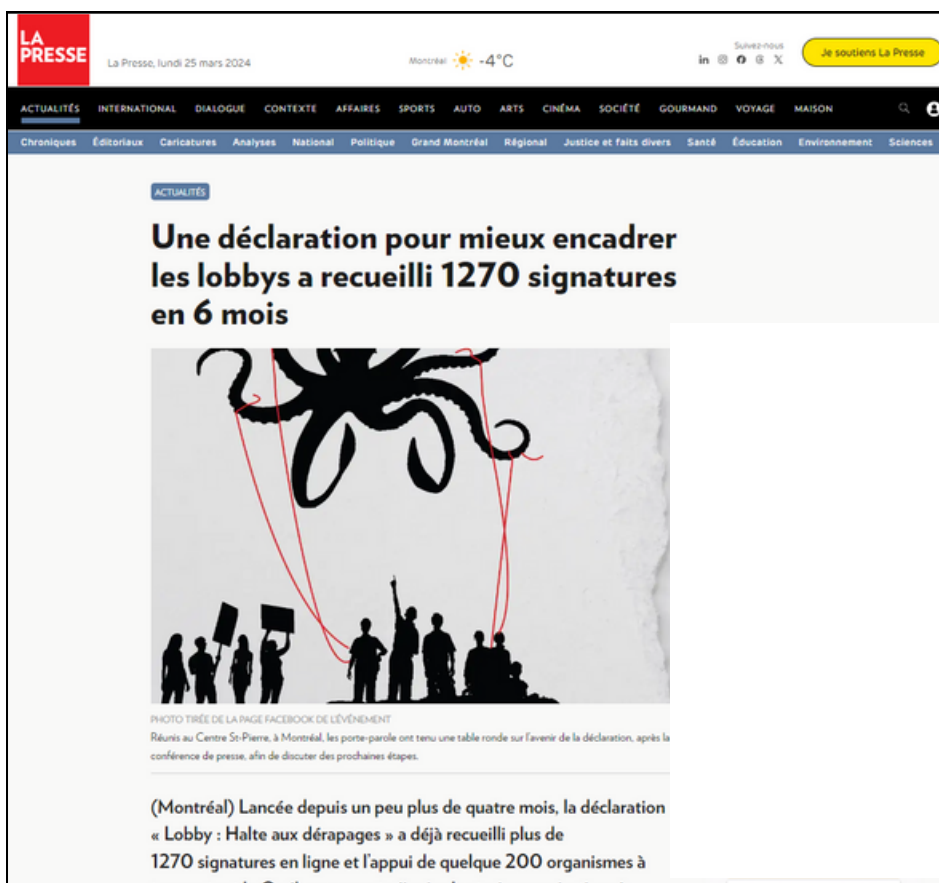 LA
PRESSE
La Presse, lundi 25 mars 2024
Montréal -4°C
Suivez-nous
Je soutiens La Presse
ACTUALITÉS INTERNATIONAL DIALOGUE CONTEXTE AFFAIRES SPORTS AUTO ARTS CINÉMA SOCIÉTÉ GOURMAND VOYAGE MAISON
Chroniques Éditoriaux Caricatures Analyses National Politique Grand Montréal Régional Justice et faits divers Santé Éducation Environnement Sciences
ACTUALITÉS
Une déclaration pour mieux encadrer
les lobbys a recueilli 1270 signatures
en 6 mois
PHOTO TIRÉE DE LA PAGE FACEBOOK DE L'ÉVÉNEMENT
Réunis au Centre St-Pierre, à Montréal, les porte-parole ont tenu une table ronde sur l'avenir de la déclaration, après la
conférence de presse, afin de discuter des prochaines étapes.
(Montréal) Lancée depuis un peu plus de quatre mois, la déclaration
« Lobby : Halte aux dérapages » a déjà recueilli plus de
1270 signatures en ligne et l'appui de quelque 200 organismes à